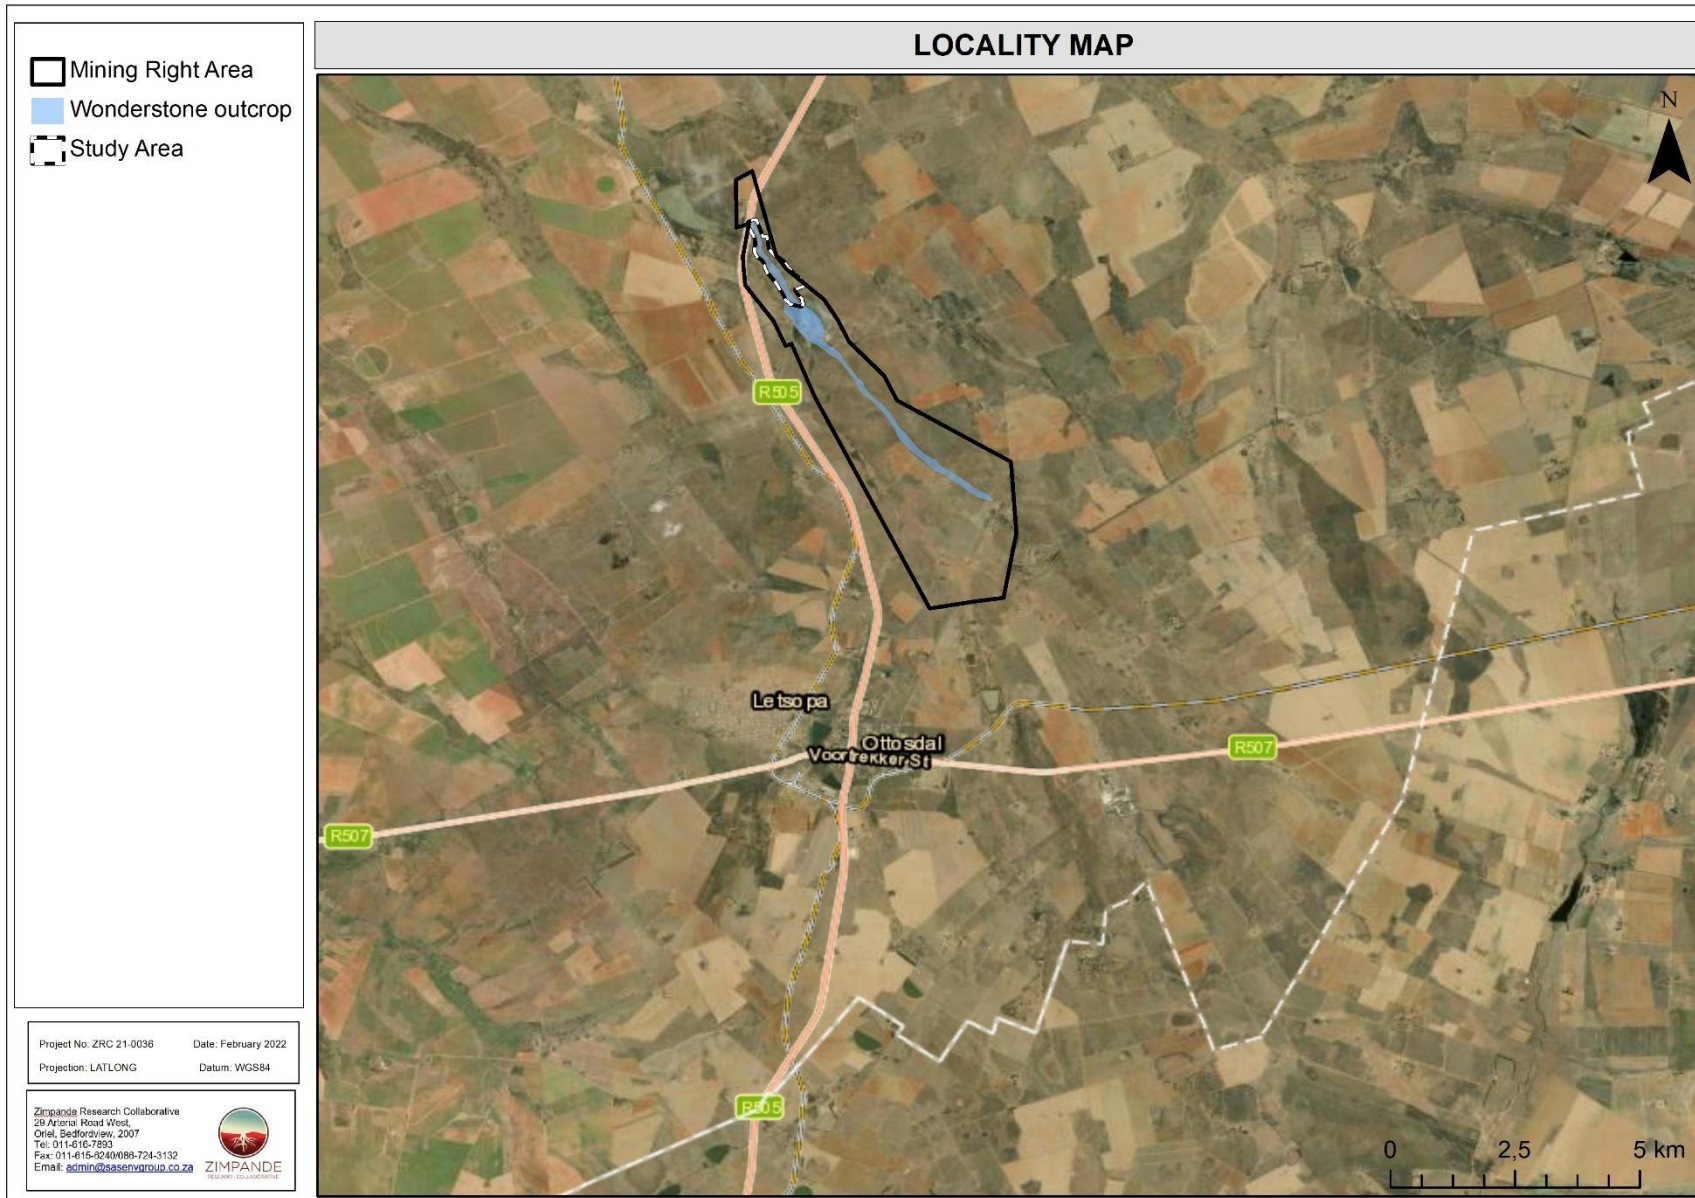 LOCALITY MAP
Mining Right Area
Wonderstone outcrop
Study Area
N
R505
Letsopa
Ottosdal
Voortrekker St
R507
R507
R505
0 2,5 5 km
Project No: ZRC 21-0036 Date: February 2022
Projection: LATLONG Datum: WGS84
Zimpande Research Collaborative
29 Arterial Road West,
Oriel, Bedfordview, 2007
Tel: 011-616-7893
Fax: 011-615-6240/086-724-3132
Email: admin@sasenvgroup.co.za
ZIMPANDE
RESEARCH COLLABORATIVE